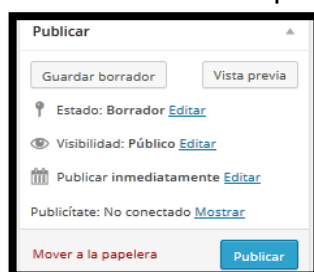 Publicar
Guardar borrador Vista previa
Estado: Borrador Editar
Visibilidad: Público Editar
Publicar inmediatamente Editar
Publicítate: No conectado Mostrar
Mover a la papelera Publicar